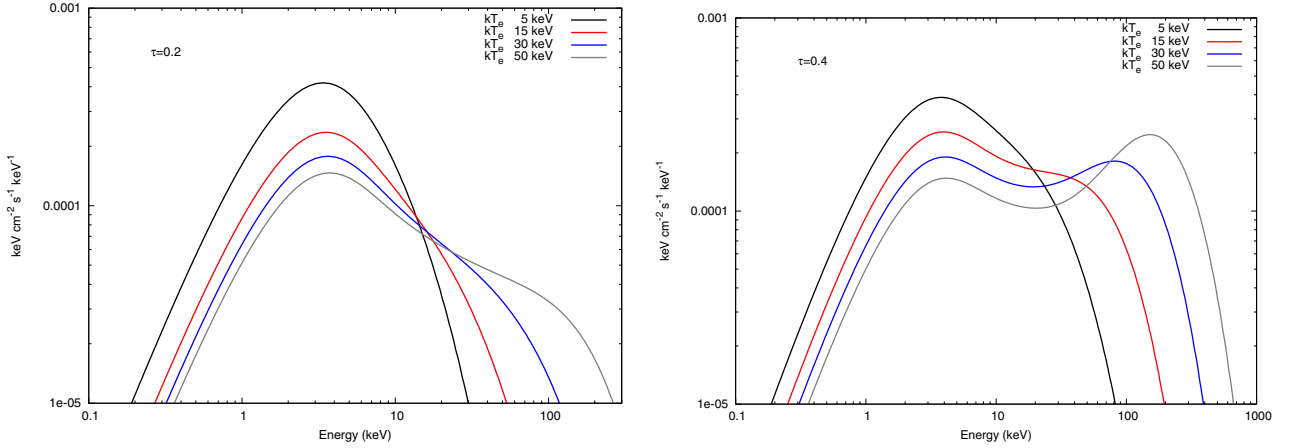 0.001
kT_e 5 keV
kT_e 15 keV
τ=0.2
kT_e 30 keV
kT_e 50 keV
keV cm⁻² s⁻¹ keV⁻¹
0.0001
1e-05
0.1 1 10 100
Energy (keV)
0.001
kT_e 5 keV
kT_e 15 keV
τ=0.4
kT_e 30 keV
kT_e 50 keV
keV cm⁻² s⁻¹ keV⁻¹
0.0001
1e-05
0.1 1 10 100 1000
Energy (keV)